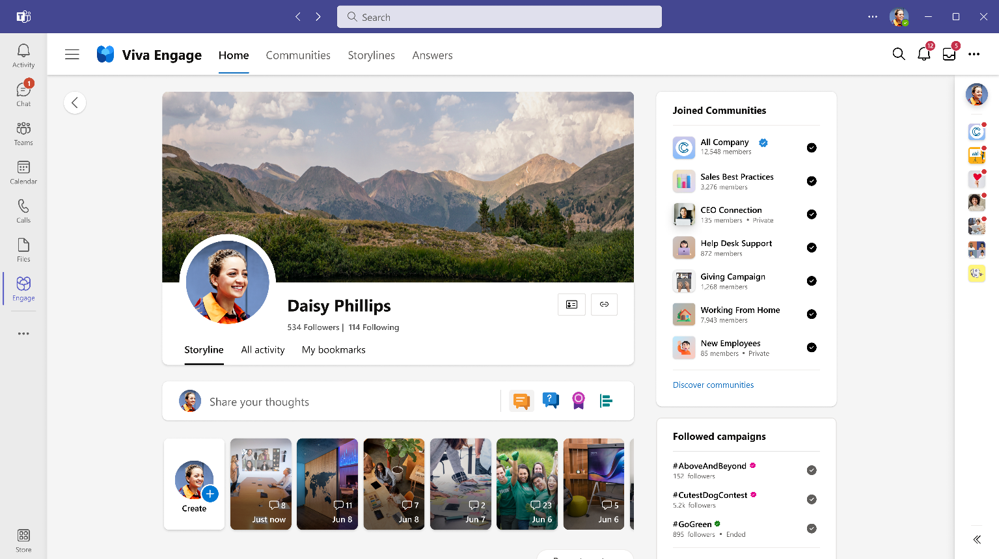 Search
Viva Engage
Home
Communities
Storylines
Answers
12
5
Activity
1
Chat
Teams
Calendar
Calls
Files
Engage
Store
Daisy Phillips
534 Followers | 114 Following
Storyline
All activity
My bookmarks
Share your thoughts
?
Create
8
Just now
11
Jun 8
7
Jun 8
2
Jun 7
23
Jun 6
5
Jun 6
Joined Communities
All Company
12,548 members
Sales Best Practices
3,276 members
CEO Connection
135 members • Private
Help Desk Support
872 members
Giving Campaign
1,268 members
Working From Home
7,943 members
New Employees
85 members • Private
Discover communities
Followed campaigns
#AboveAndBeyond
152 followers
#CutestDogContest
5.2k followers
#GoGreen
895 followers • Ended